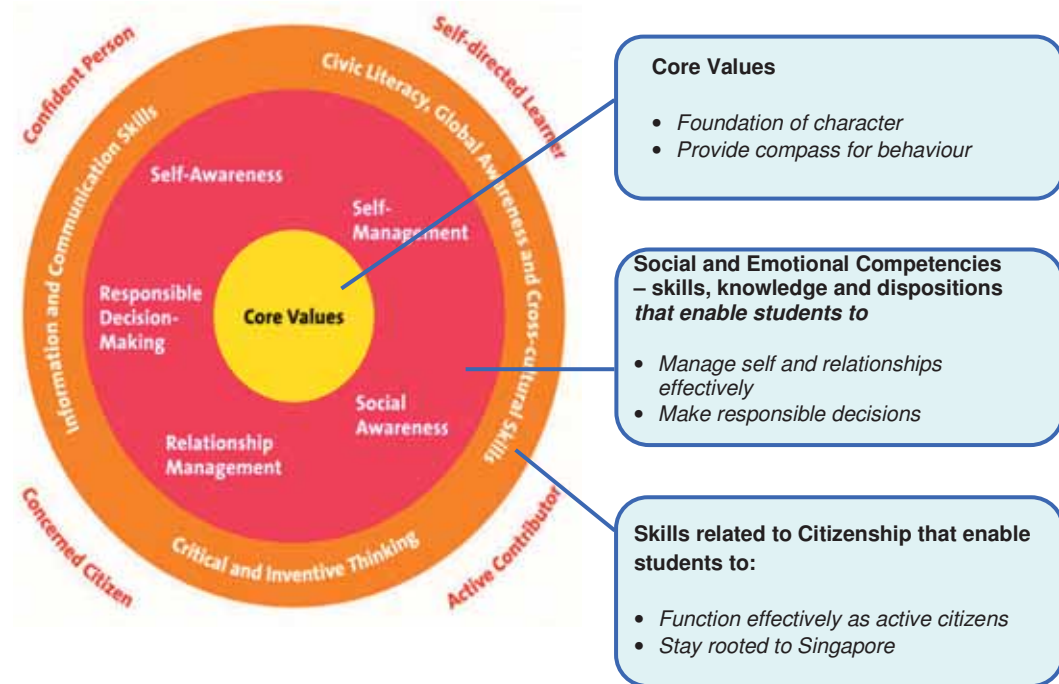 Confident Person
Self-directed Learner
Information and Communication Skills
Civic Literacy, Global Awareness and Cross-cultural Skills
Self-Awareness
Self-
Management
Responsible
Decision-
Making
Core Values
Social
Awareness
Relationship
Management
Critical and Inventive Thinking
Concerned Citizen
Active Contributor
Core Values
• Foundation of character
• Provide compass for behaviour
Social and Emotional Competencies
– skills, knowledge and dispositions
that enable students to
• Manage self and relationships
effectively
• Make responsible decisions
Skills related to Citizenship that enable
students to:
• Function effectively as active citizens
• Stay rooted to Singapore